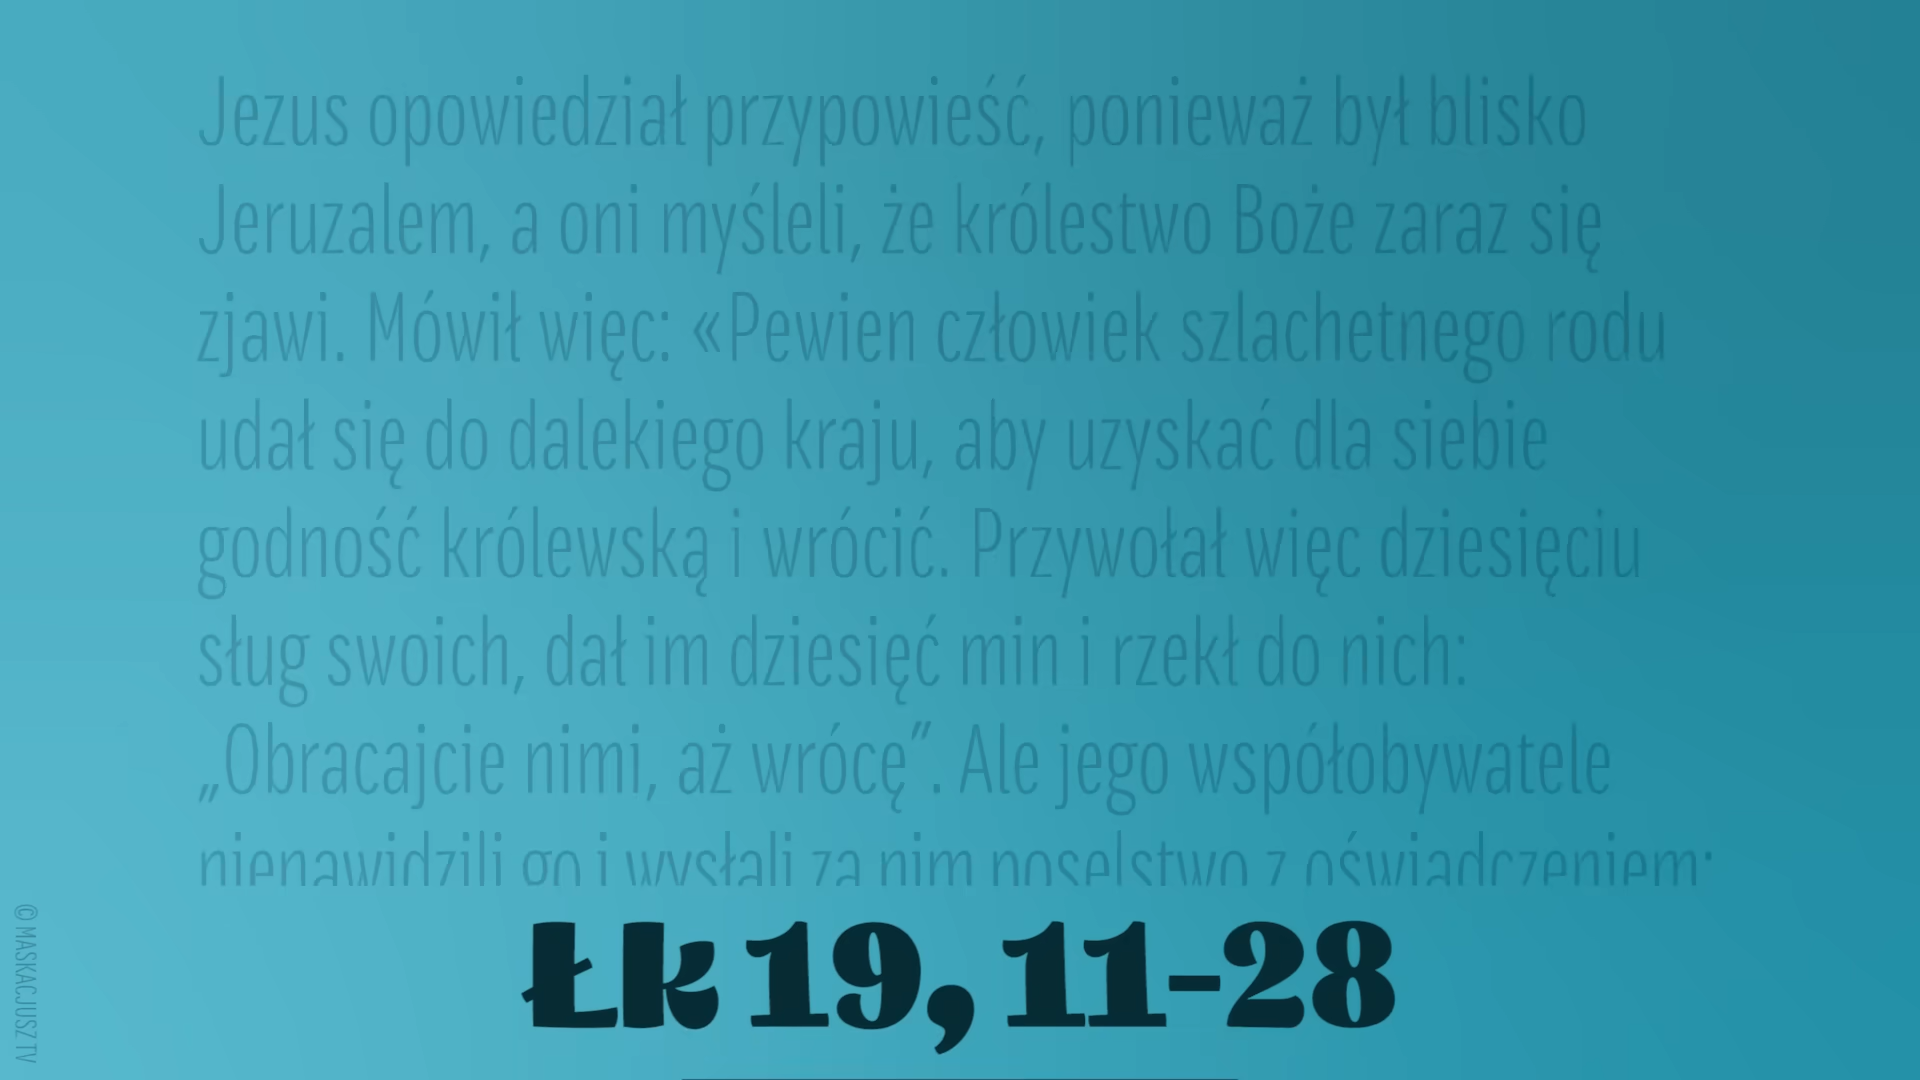 Jezus opowiedział przypowieść, ponieważ był blisko
Jeruzalem, a oni myśleli, że królestwo Boże zaraz się
zjawi. Mówił więc: «Pewien człowiek szlachetnego rodu
udał się do dalekiego kraju, aby uzyskać dla siebie
godność królewską i wrócić. Przywołał więc dziesięciu
sług swoich, dał im dziesięć min i rzekł do nich:
„Obracajcie nimi, aż wrócę”. Ale jego współobywatele
nienawidzili go i wysłali za nim poselstwo z oświadczeniem:
Łk 19, 11-28
© MASKACJUSZ TV